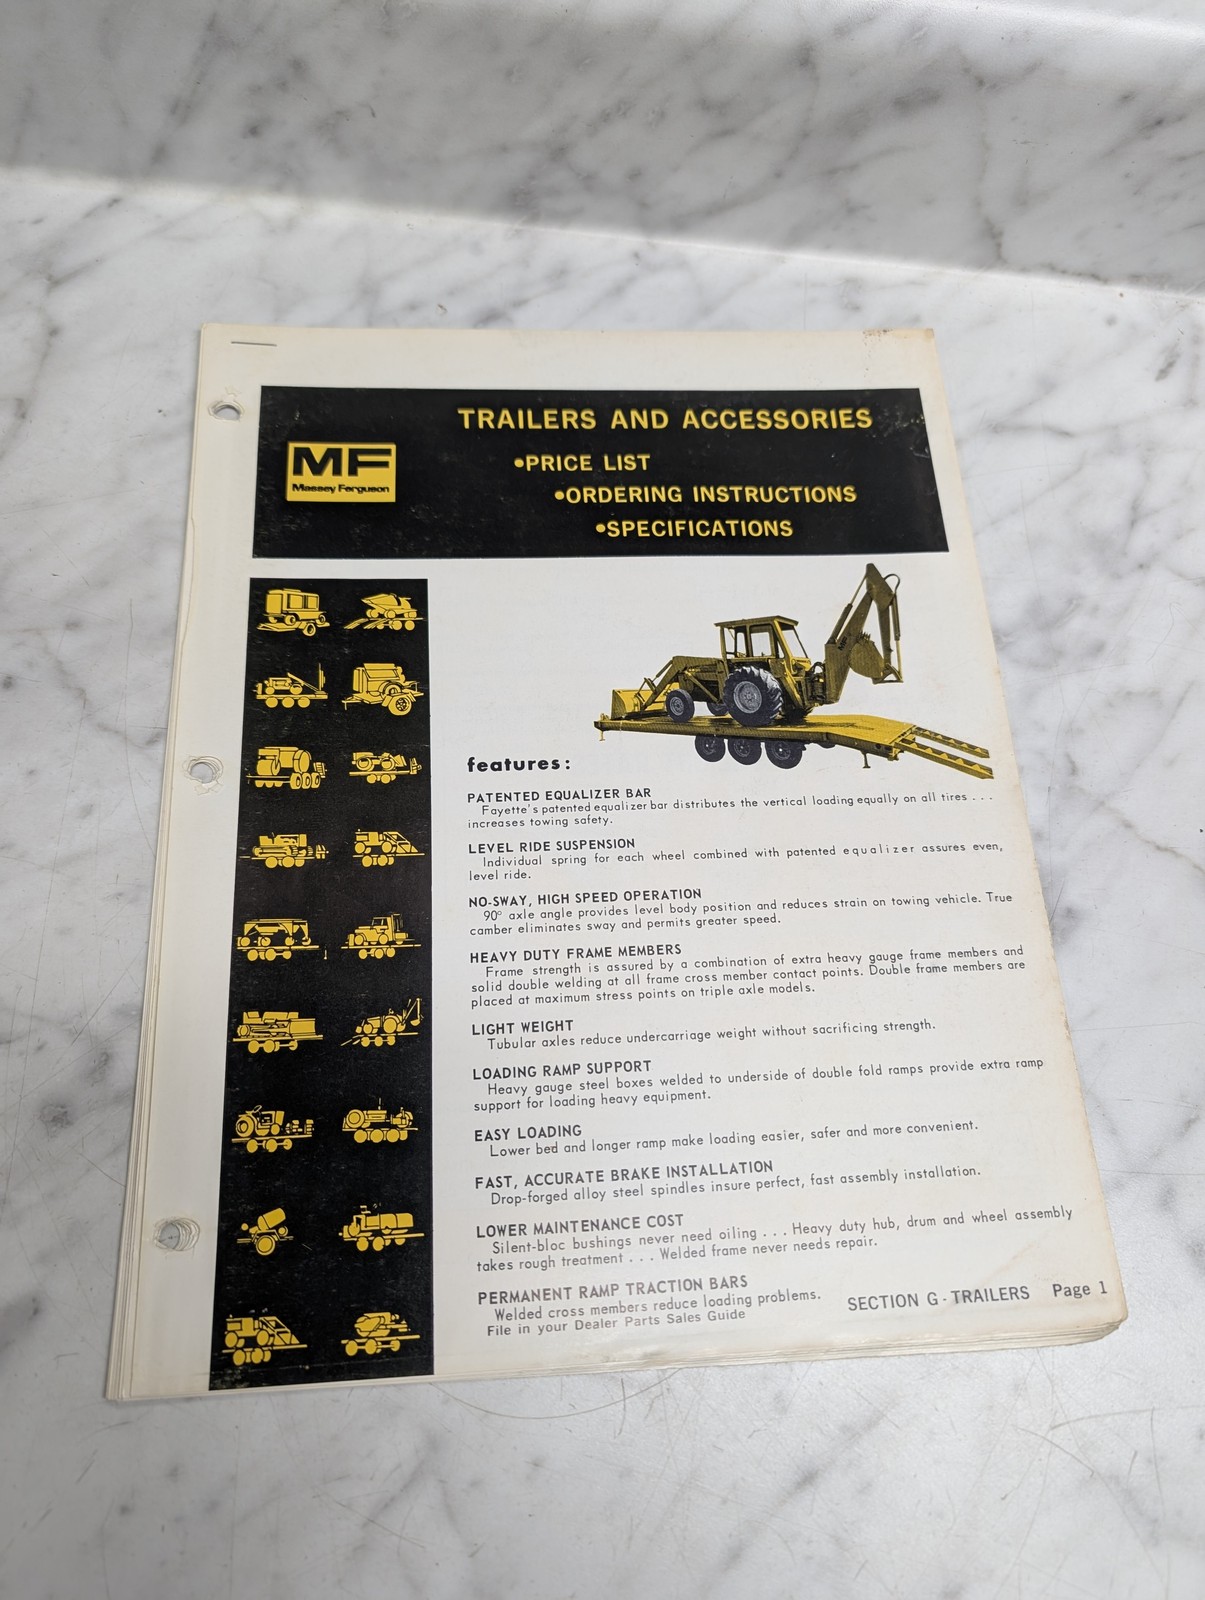 TRAILERS AND ACCESSORIES
•PRICE LIST
•ORDERING INSTRUCTIONS
•SPECIFICATIONS
MF
Massey Ferguson
features:
PATENTED EQUALIZER BAR
Fayette's patented equalizer bar distributes the vertical loading equally on all tires . . .
increases towing safety.
LEVEL RIDE SUSPENSION
Individual spring for each wheel combined with patented equalizer assures even,
level ride.
NO-SWAY, HIGH SPEED OPERATION
90° axle angle provides level body position and reduces strain on towing vehicle. True
camber eliminates sway and permits greater speed.
HEAVY DUTY FRAME MEMBERS
Frame strength is assured by a combination of extra heavy gauge frame members and
solid double welding at all frame cross member contact points. Double frame members are
placed at maximum stress points on triple axle models.
LIGHT WEIGHT
Tubular axles reduce undercarriage weight without sacrificing strength.
LOADING RAMP SUPPORT
Heavy gauge steel boxes welded to underside of double fold ramps provide extra ramp
support for loading heavy equipment.
EASY LOADING
Lower bed and longer ramp make loading easier, safer and more convenient.
FAST, ACCURATE BRAKE INSTALLATION
Drop-forged alloy steel spindles insure perfect, fast assembly installation.
LOWER MAINTENANCE COST
Silent-bloc bushings never need oiling . . . Heavy duty hub, drum and wheel assembly
takes rough treatment . . . Welded frame never needs repair.
PERMANENT RAMP TRACTION BARS
Welded cross members reduce loading problems.
File in your Dealer Parts Sales Guide
SECTION G - TRAILERS Page 1